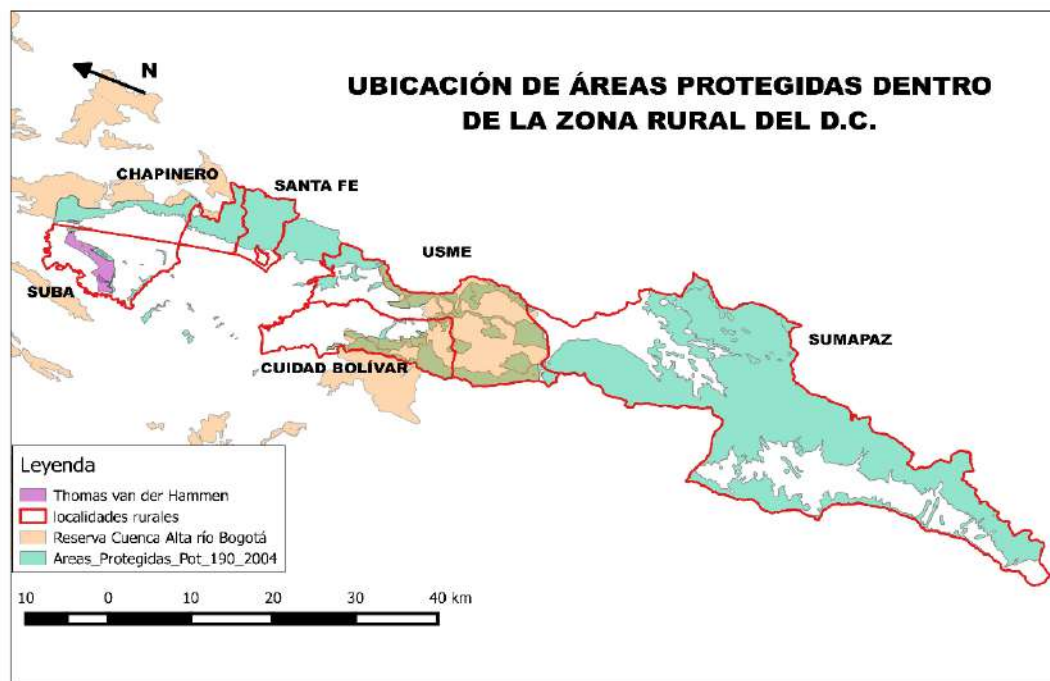 N
UBICACIÓN DE ÁREAS PROTEGIDAS DENTRO
DE LA ZONA RURAL DEL D.C.
CHAPINERO
SANTA FE
USME
SUBA
SUMAPAZ
CUIDAD BOLÍVAR
Leyenda
Thomas van der Hammen
localidades rurales
Reserva Cuenca Alta río Bogotá
Areas_Protegidas_Pot_190_2004
10 0 10 20 30 40 km